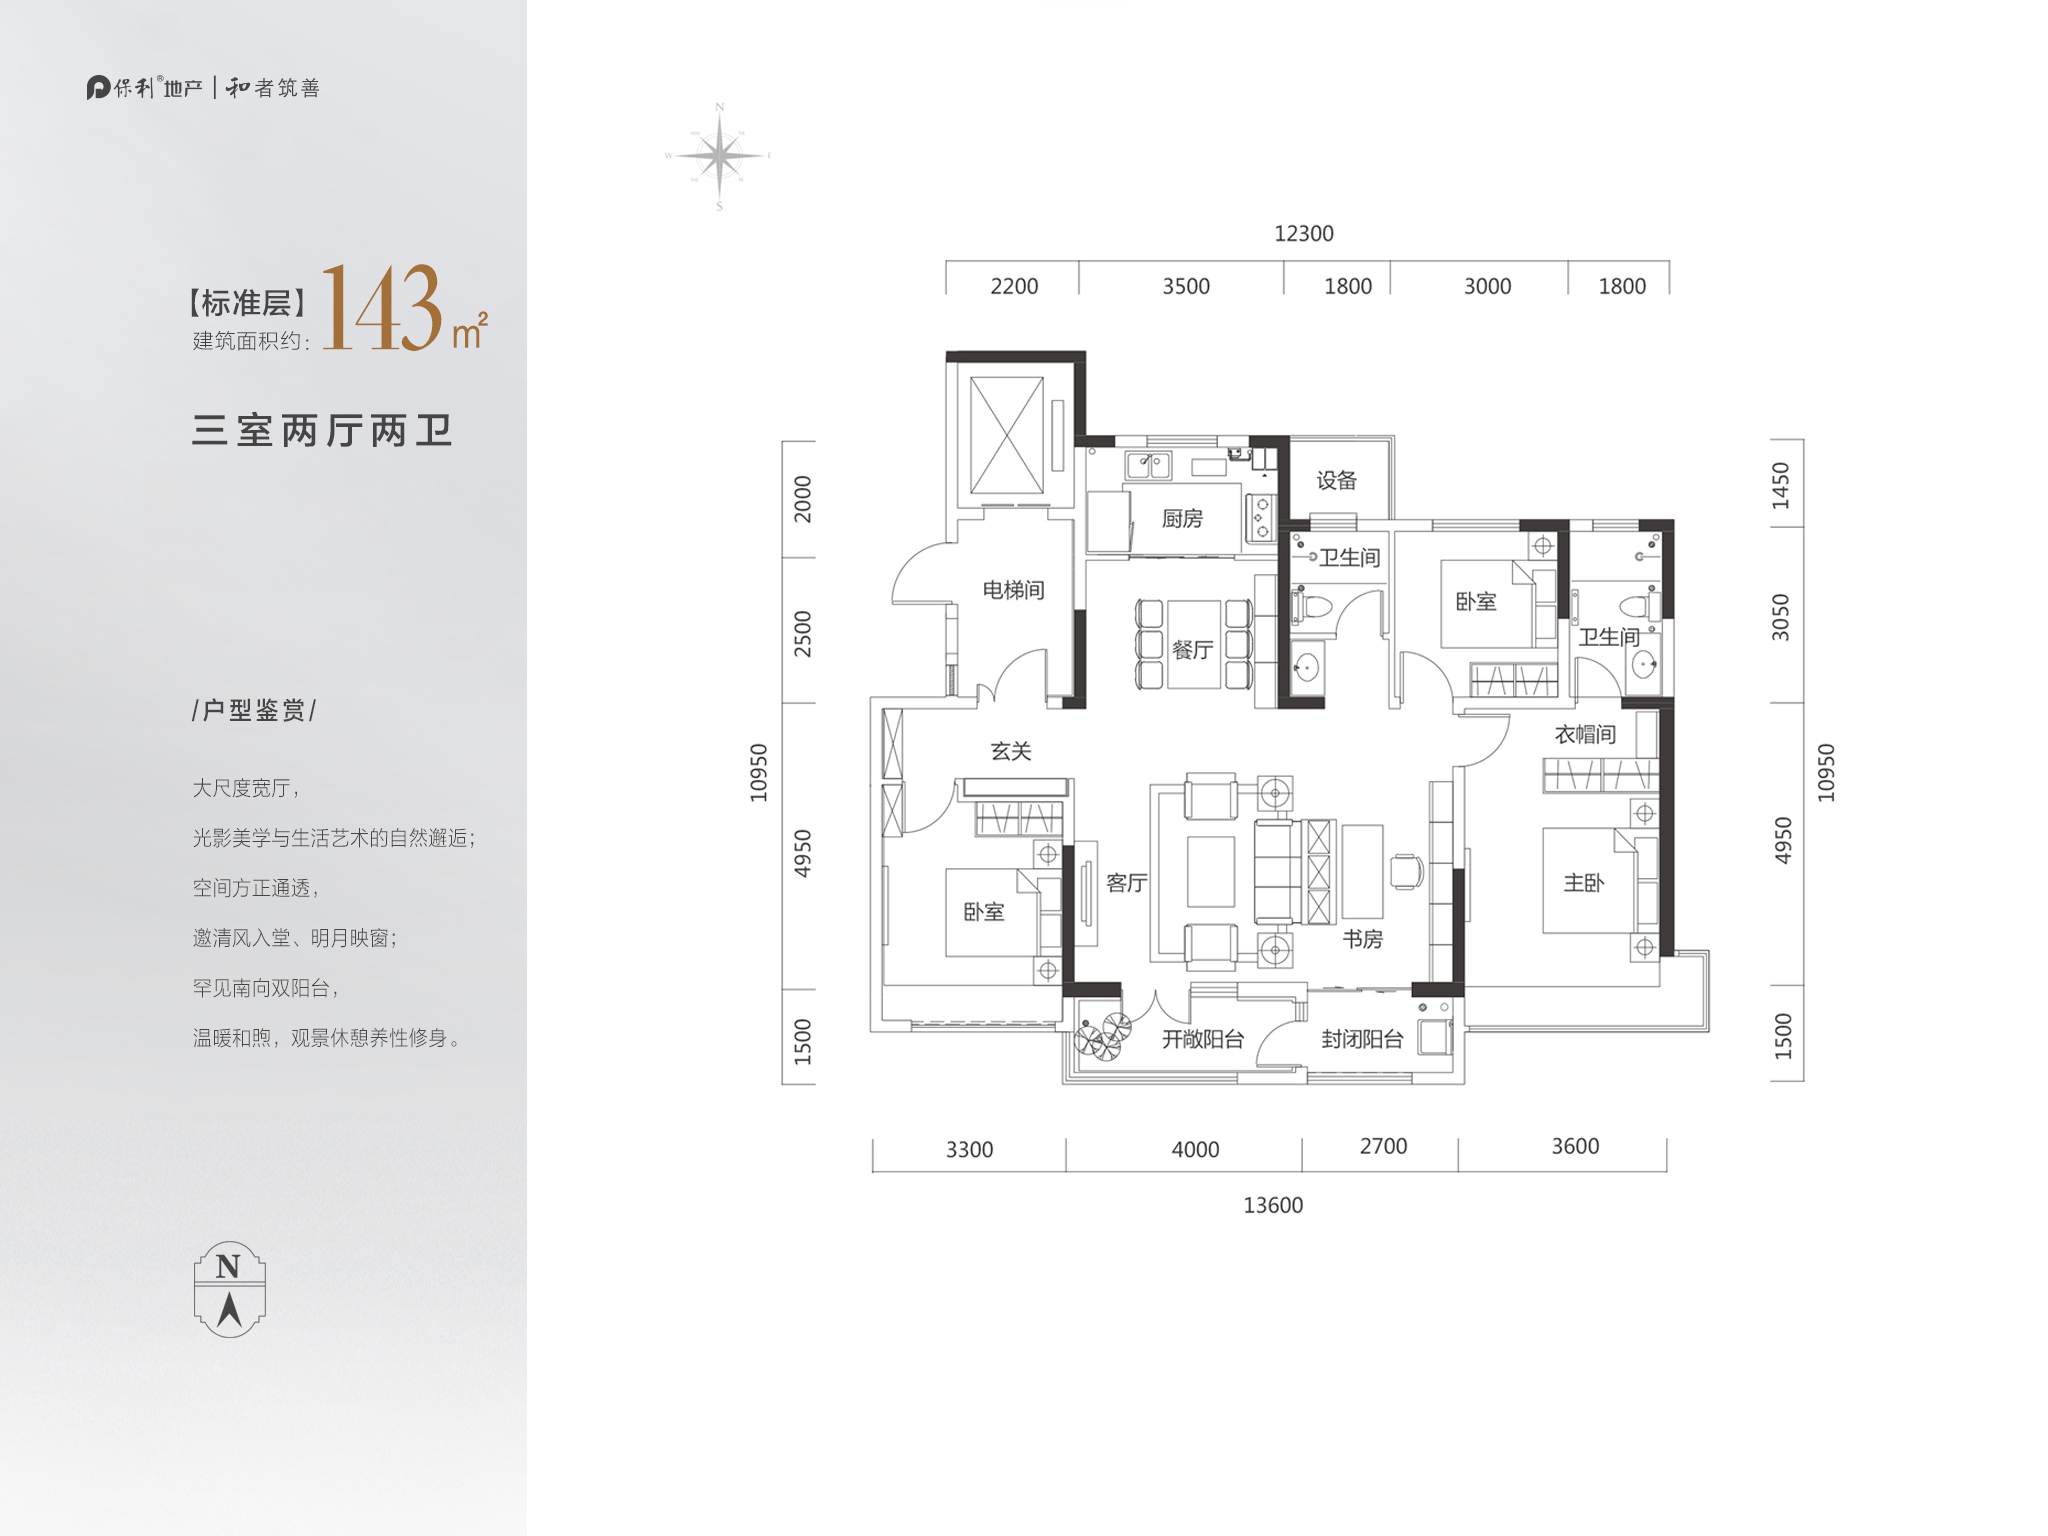 保利®地产 | 和者筑善
【标准层】
建筑面积约：143m²
三室两厅两卫
/户型鉴赏/
大尺度宽厅，
光影美学与生活艺术的自然邂逅；
空间方正通透，
邀清风入堂、明月映窗；
罕见南向双阳台，
温暖和煦，观景休憩养性修身。
N
N
W
E
S
12300
2200 3500 1800 3000 1800
2000
2500
4950
1500
10950
1450
3050
4950
1500
10950
设备
厨房
卫生间
电梯间
卧室
餐厅
卫生间
玄关
衣帽间
客厅
主卧
卧室
书房
开敞阳台
封闭阳台
3300 4000 2700 3600
13600